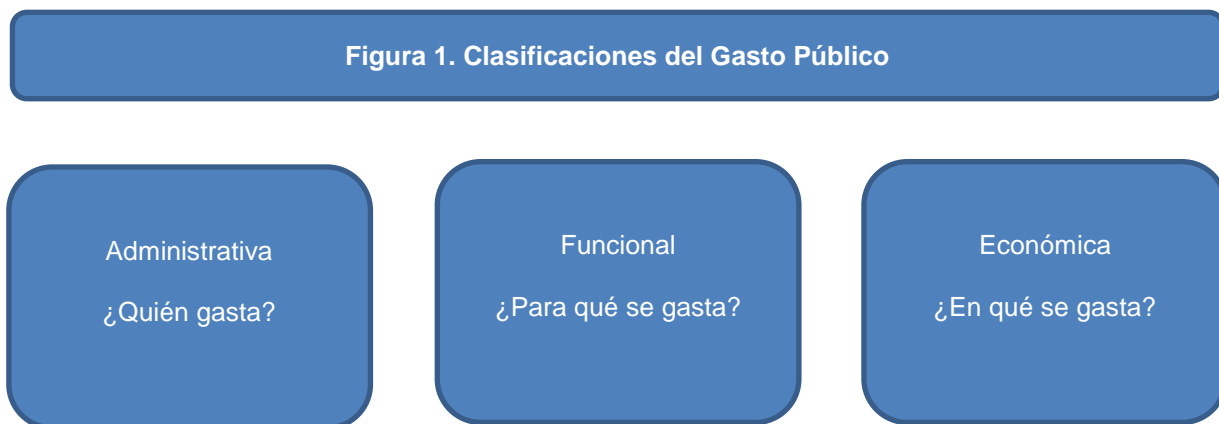 Figura 1. Clasificaciones del Gasto Público
Administrativa
¿Quién gasta?
Funcional
¿Para qué se gasta?
Económica
¿En qué se gasta?